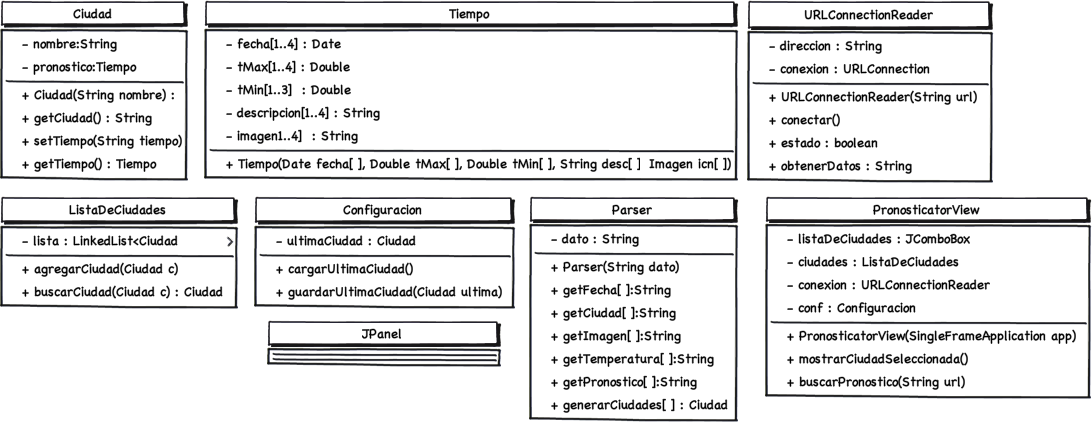 Ciudad
- nombre:String
- pronostico:Tiempo
+ Ciudad(String nombre) :
+ getCiudad() : String
+ setTiempo(String tiempo)
+ getTiempo() : Tiempo
Tiempo
- fecha[1..4] : Date
- tMax[1..4] : Double
- tMin[1..3] : Double
- descripcion[1..4] : String
- imagen1..4] : String
+ Tiempo(Date fecha[ ], Double tMax[ ], Double tMin[ ], String desc[ ] Imagen icn[ ])
URLConnectionReader
- direccion : String
- conexion : URLConnection
+ URLConnectionReader(String url)
+ conectar()
+ estado : boolean
+ obtenerDatos : String
ListaDeCiudades
- lista : LinkedList<Ciudad >
+ agregarCiudad(Ciudad c)
+ buscarCiudad(Ciudad c) : Ciudad
Configuracion
- ultimaCiudad : Ciudad
+ cargarUltimaCiudad()
+ guardarUltimaCiudad(Ciudad ultima)
JPanel
Parser
- dato : String
+ Parser(String dato)
+ getFecha[ ]:String
+ getCiudad[ ]:String
+ getImagen[ ]:String
+ getTemperatura[ ]:String
+ getPronostico[ ]:String
+ generarCiudades[ ] : Ciudad
PronosticatorView
- listaDeCiudades : JComboBox
- ciudades : ListaDeCiudades
- conexion : URLConnectionReader
- conf : Configuracion
+ PronosticatorView(SingleFrameApplication app)
+ mostrarCiudadSeleccionada()
+ buscarPronostico(String url)